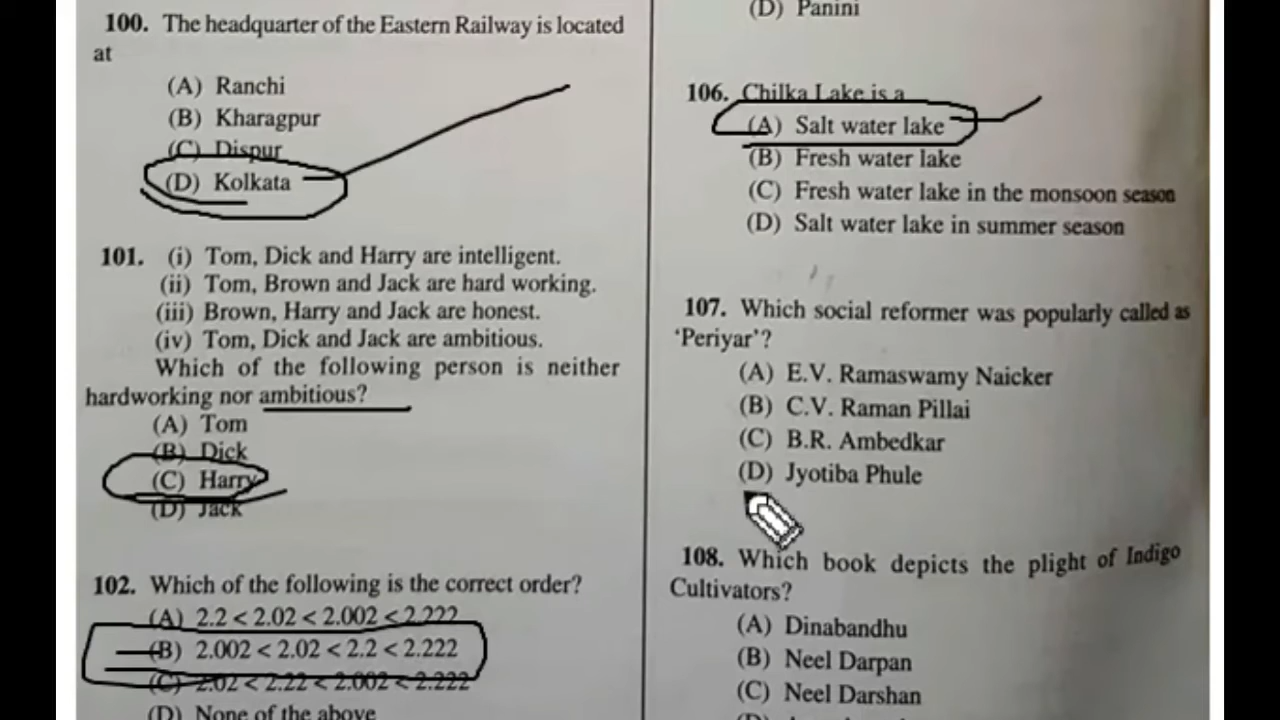 100. The headquarter of the Eastern Railway is located
at
(A) Ranchi
(B) Kharagpur
(C) Dispur
(D) Kolkata
101. (i) Tom, Dick and Harry are intelligent.
(ii) Tom, Brown and Jack are hard working.
(iii) Brown, Harry and Jack are honest.
(iv) Tom, Dick and Jack are ambitious.
Which of the following person is neither
hardworking nor ambitious?
(A) Tom
(B) Dick
(C) Harry
(D) Jack
102. Which of the following is the correct order?
(A) 2.2 < 2.02 < 2.002 < 2.222
(B) 2.002 < 2.02 < 2.2 < 2.222
(C) 2.02 < 2.22 < 2.002 < 2.222
(D) None of the above
(D) Panini
106. Chilka Lake is a
(A) Salt water lake
(B) Fresh water lake
(C) Fresh water lake in the monsoon season
(D) Salt water lake in summer season
107. Which social reformer was popularly called as
'Periyar'?
(A) E.V. Ramaswamy Naicker
(B) C.V. Raman Pillai
(C) B.R. Ambedkar
(D) Jyotiba Phule
108. Which book depicts the plight of Indigo
Cultivators?
(A) Dinabandhu
(B) Neel Darpan
(C) Neel Darshan